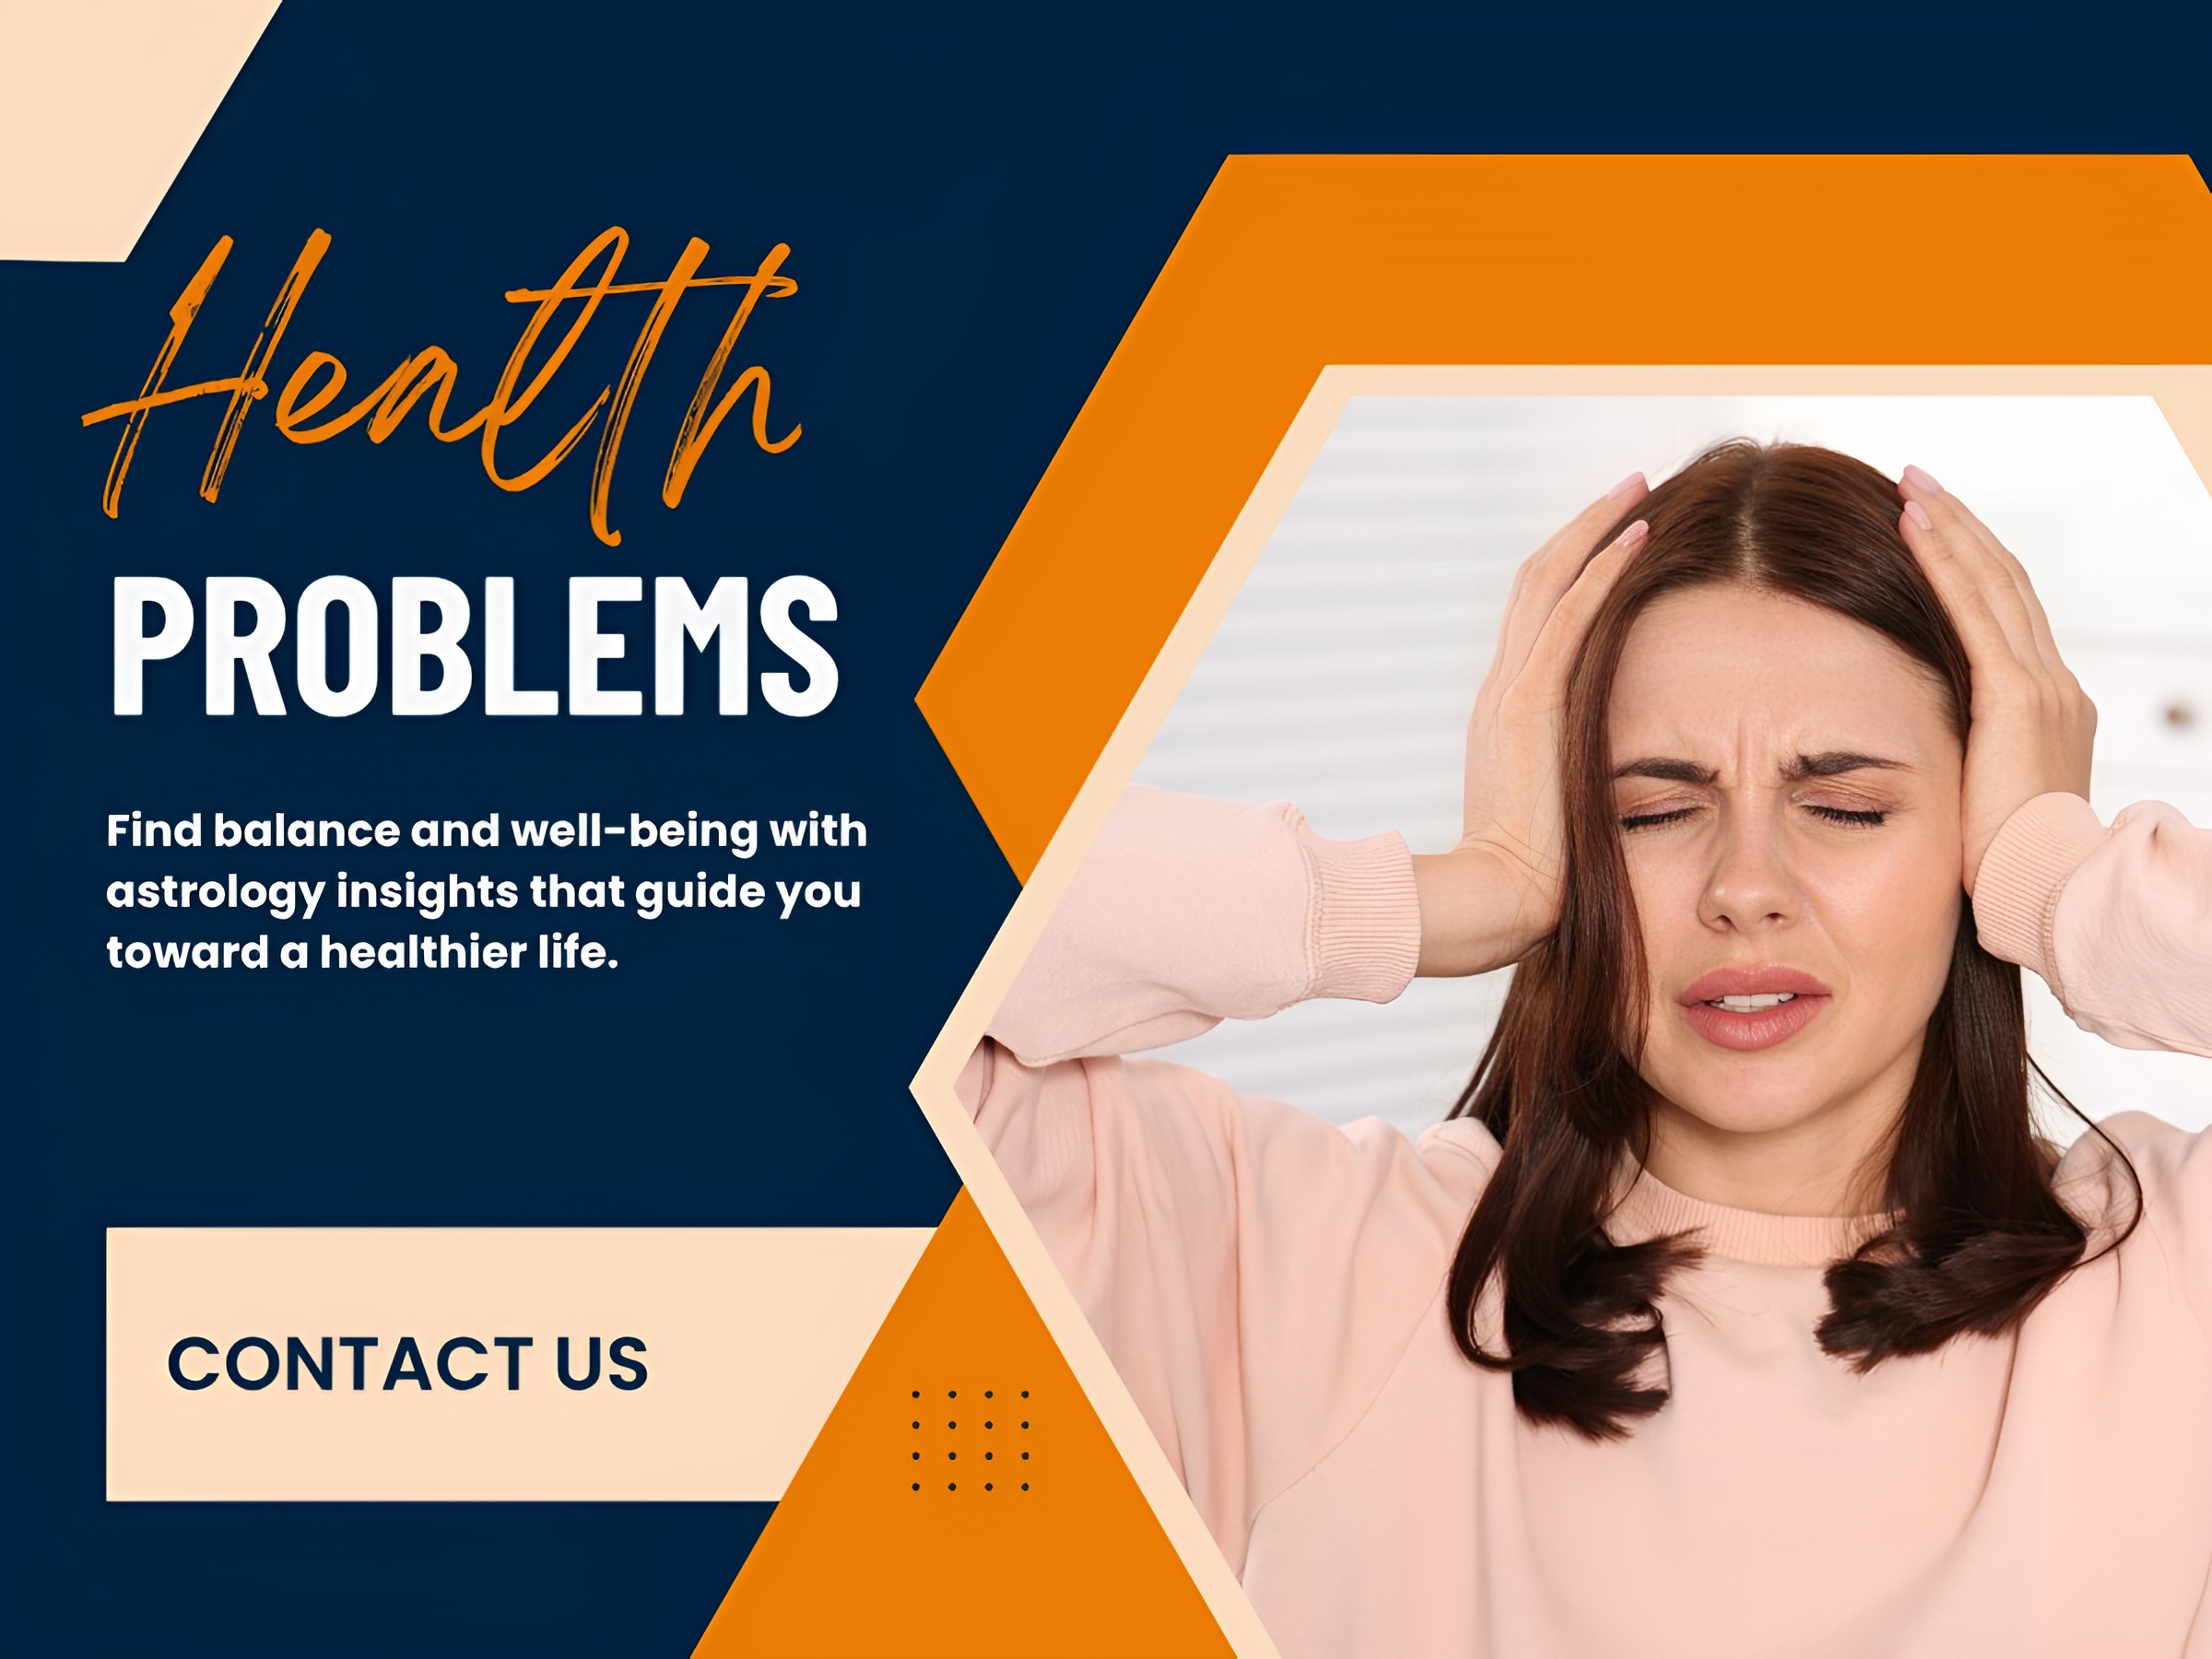 Health
PROBLEMS
Find balance and well-being with
astrology insights that guide you
toward a healthier life.
CONTACT US